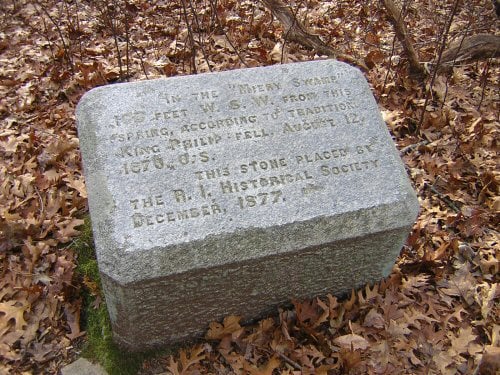 IN THE "MIERY" SWAMP,
166 FEET W. S. W. FROM THIS
SPRING, ACCORDING TO TRADITION,
KING PHILIP FELL, AUGUST 12,
1676, O.S.
THIS STONE PLACED BY
THE R. I. HISTORICAL SOCIETY
DECEMBER, 1877.